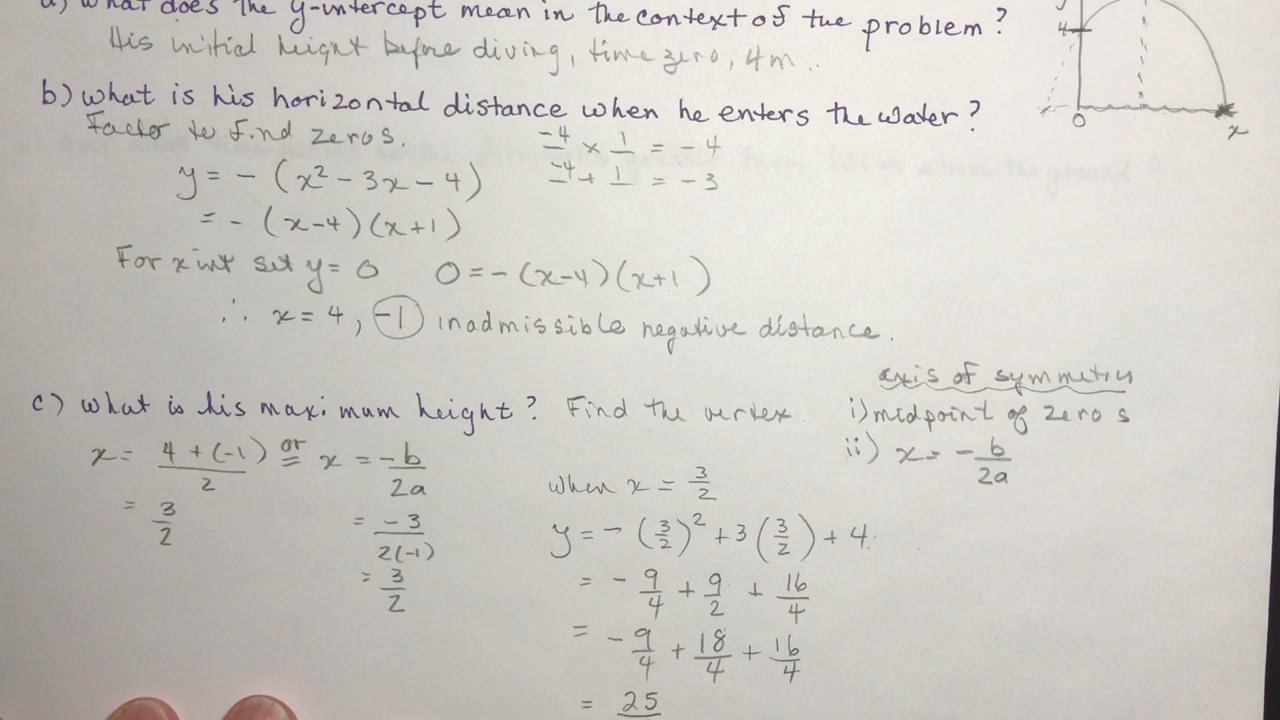 a) What does the y-intercept mean in the context of the problem?
His initial height before diving, time zero, 4m..
b) What is his horizontal distance when he enters the water?
Factor to find zeros.
-4 × 1 = -4
-4 + 1 = -3
y = - (x² - 3x - 4)
= - (x-4)(x+1)
For x int set y = 0 0 = - (x-4)(x+1)
∴ x = 4, -1 inadmissible negative distance.
y
4
0
x
axis of symmetry
i) midpoint of zeros
ii) x = - b/2a
c) What is his maximum height? Find the vertex
x = 4 + (-1)/2 or x = -b/2a
= 3/2
= -3/2(-1)
= 3/2
when x = 3/2
y = - (3/2)² + 3(3/2) + 4.
= - 9/4 + 9/2 + 16/4
= - 9/4 + 18/4 + 16/4
= 25